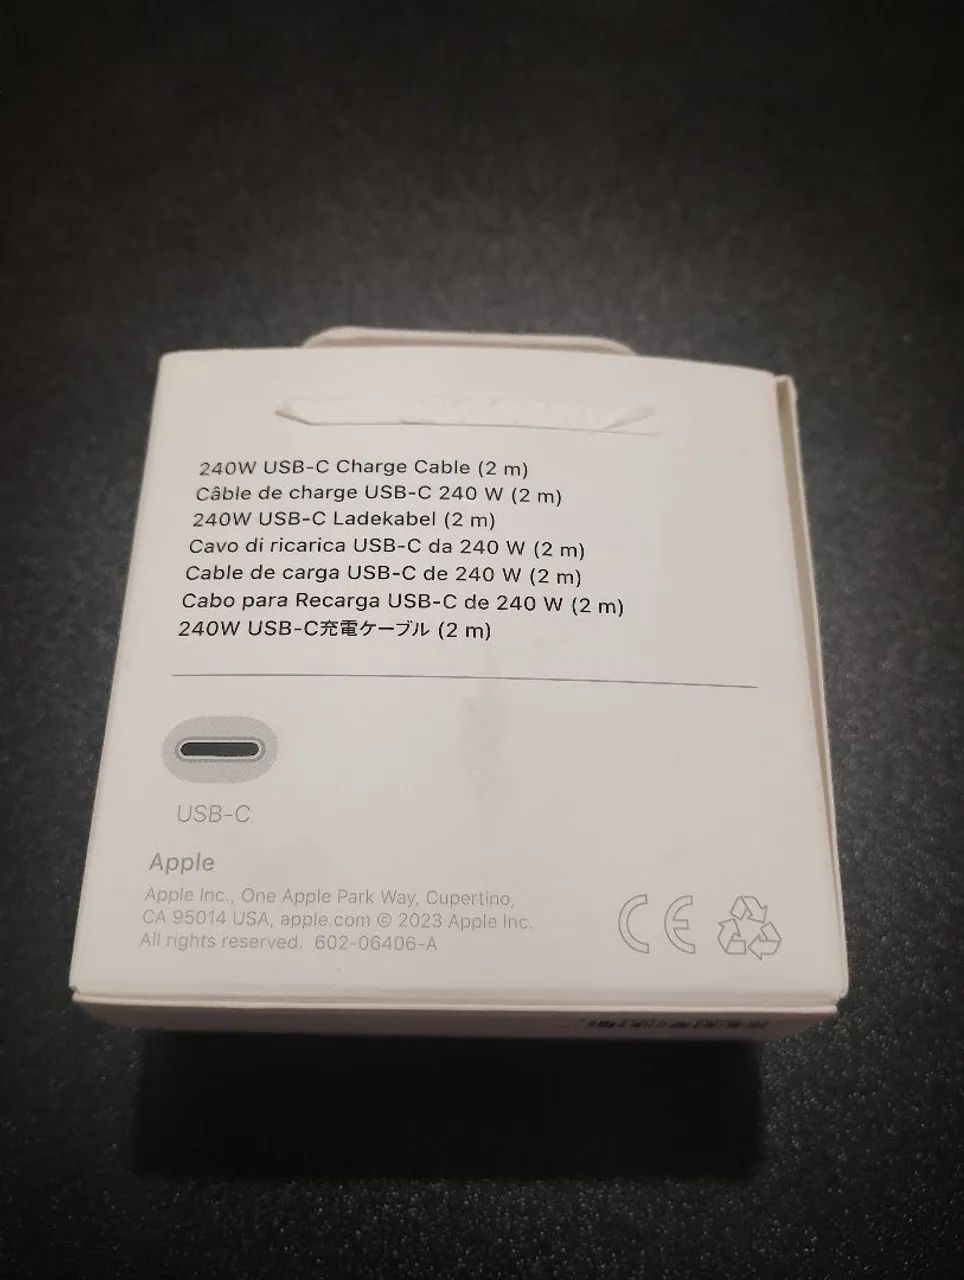 240W USB-C Charge Cable (2 m)
Câble de charge USB-C 240 W (2 m)
240W USB-C Ladekabel (2 m)
Cavo di ricarica USB-C da 240 W (2 m)
Cable de carga USB-C de 240 W (2 m)
Cabo para Recarga USB-C de 240 W (2 m)
240W USB-C充電ケーブル (2 m)
USB-C
Apple
Apple Inc., One Apple Park Way, Cupertino,
CA 95014 USA, apple.com © 2023 Apple Inc.
All rights reserved. 602-06406-A
CE